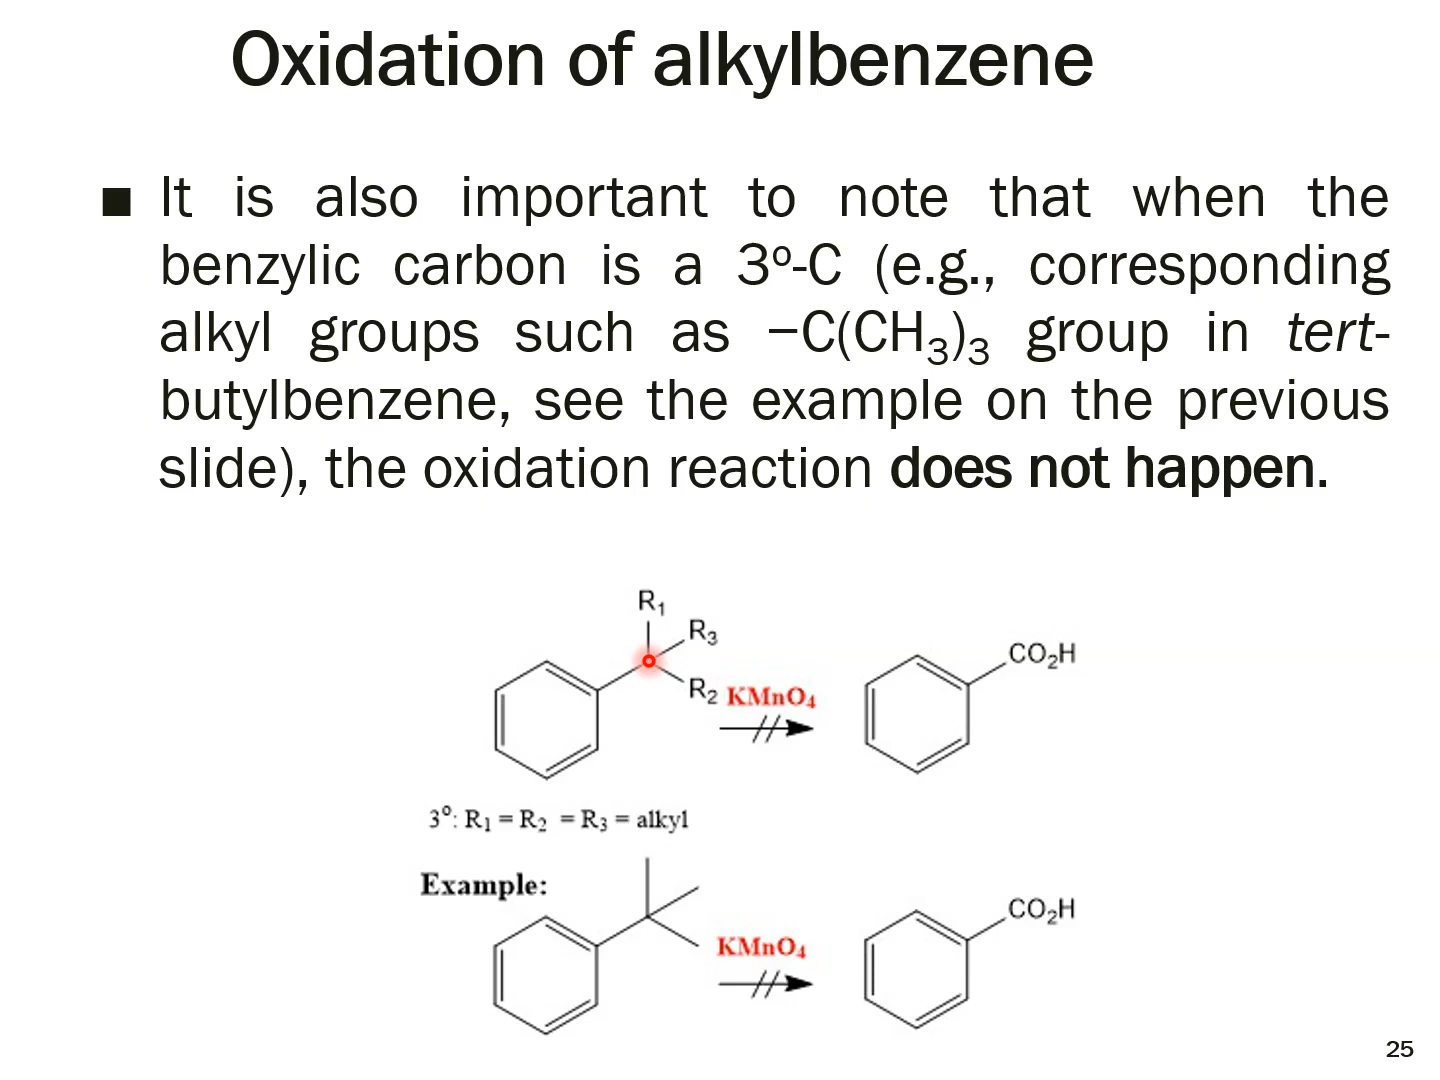 Oxidation of alkylbenzene
■ It is also important to note that when the
benzylic carbon is a 3º-C (e.g., corresponding
alkyl groups such as −C(CH₃)₃ group in tert-
butylbenzene, see the example on the previous
slide), the oxidation reaction does not happen.
R₁
R₃
R₂
KMnO₄
CO₂H
3º: R₁ = R₂ = R₃ = alkyl
Example:
KMnO₄
CO₂H
25